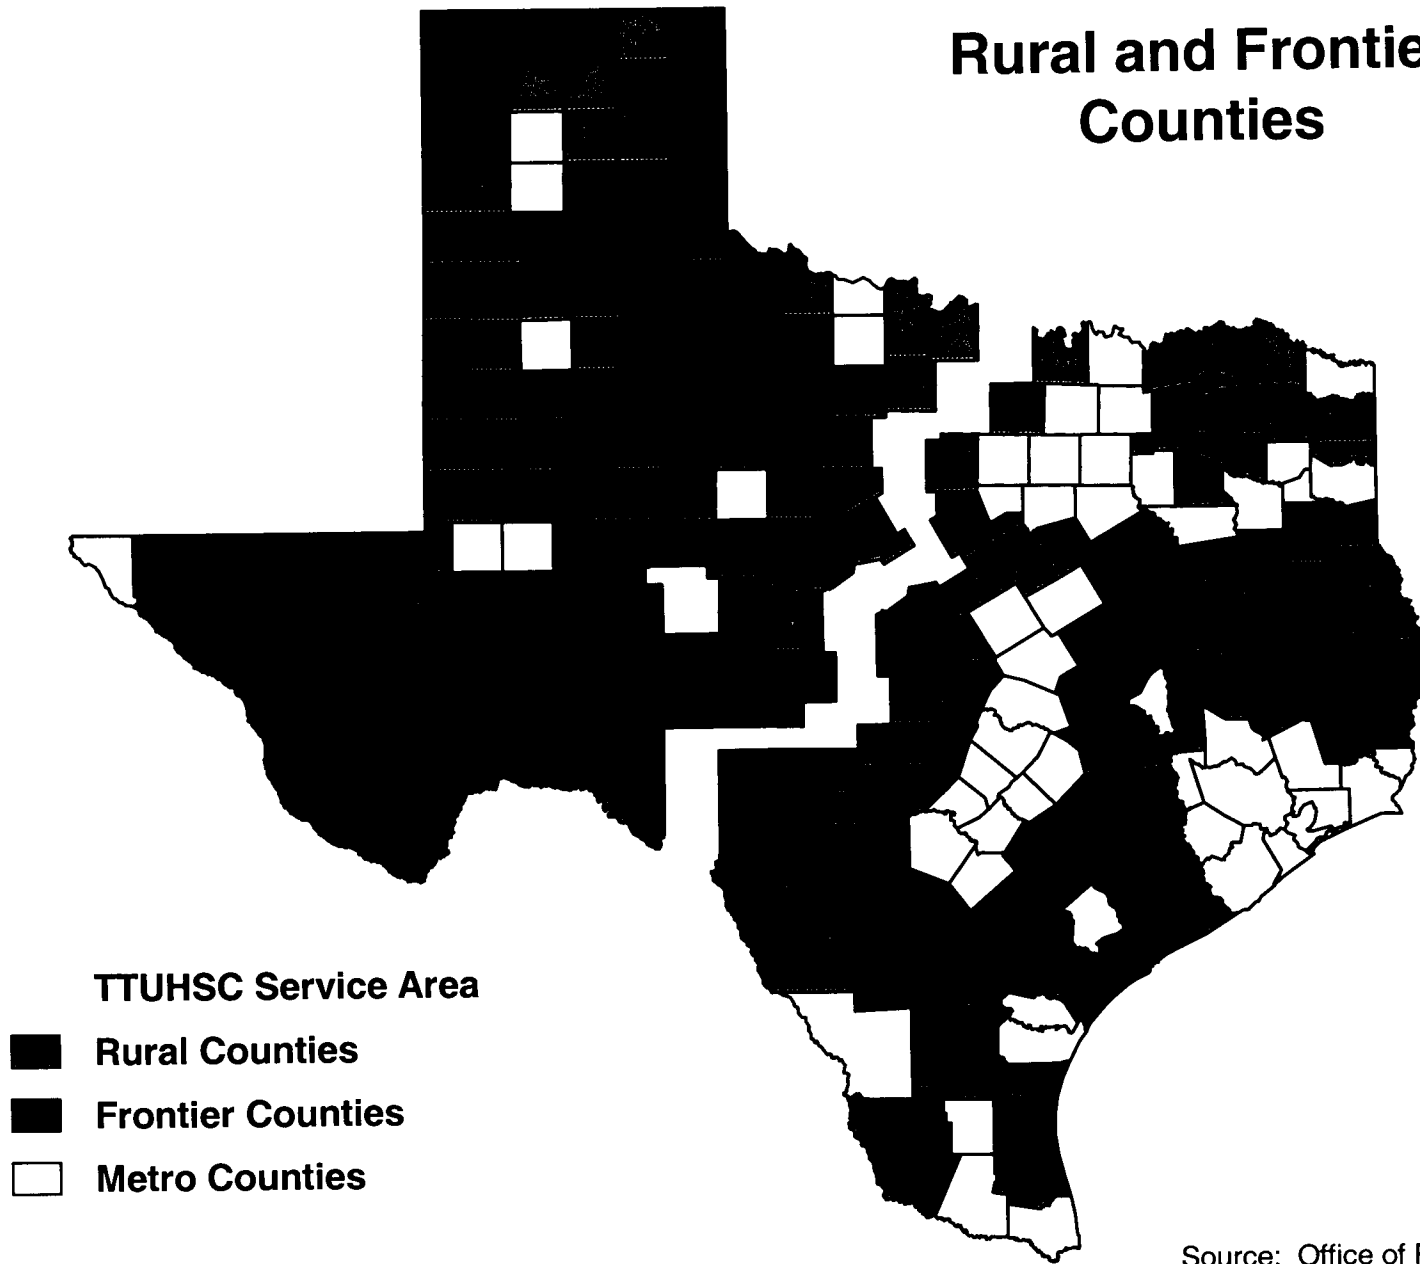 Rural and Frontie
Counties
TTUHSC Service Area
Rural Counties
Frontier Counties
Metro Counties
Source: Office of